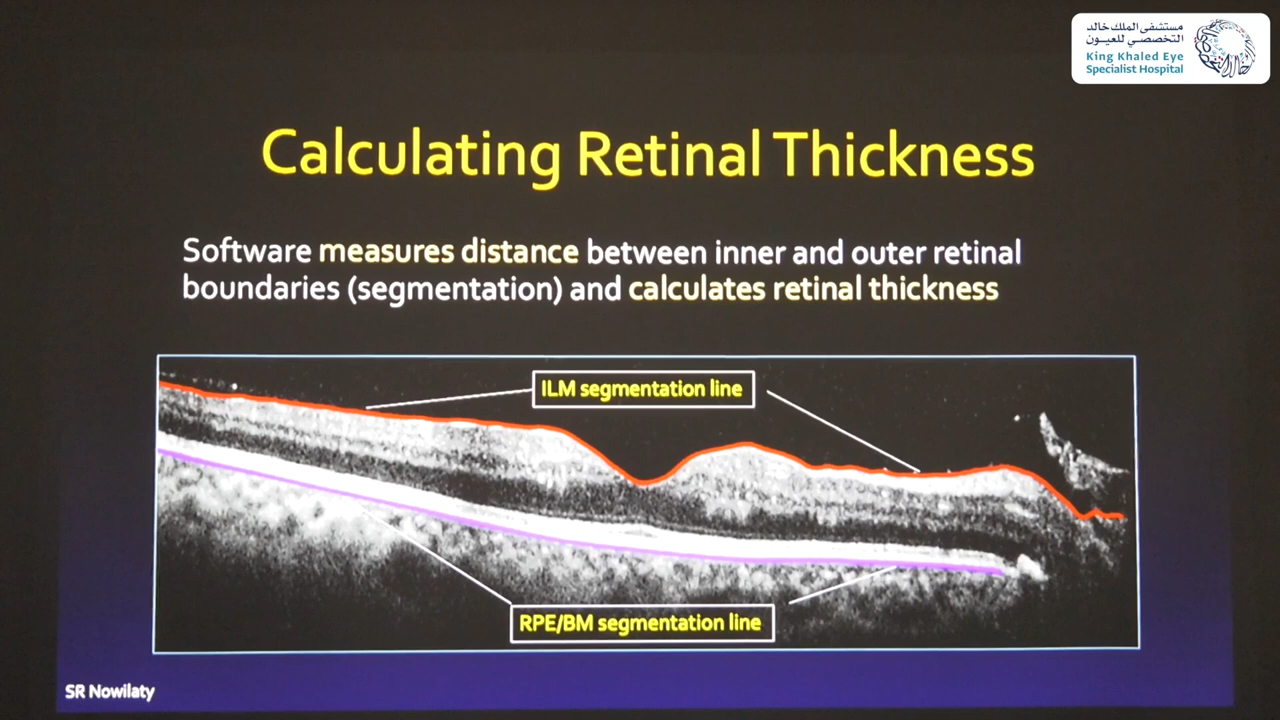 مستشفى الملك خالد
التخصصي للعيون
King Khaled Eye
Specialist Hospital
Calculating Retinal Thickness
Software measures distance between inner and outer retinal
boundaries (segmentation) and calculates retinal thickness
ILM segmentation line
RPE/BM segmentation line
SR Nowilaty